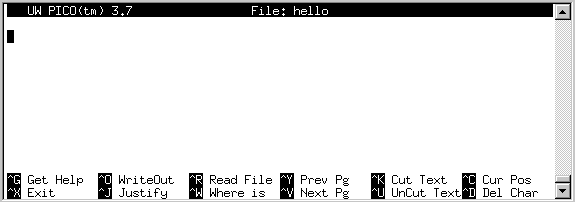 UW PICO(tm) 3.7 File: hello
^G Get Help ^O WriteOut ^R Read File ^Y Prev Pg ^K Cut Text ^C Cur Pos
^X Exit ^J Justify ^W Where is ^V Next Pg ^U UnCut Text ^D Del Char